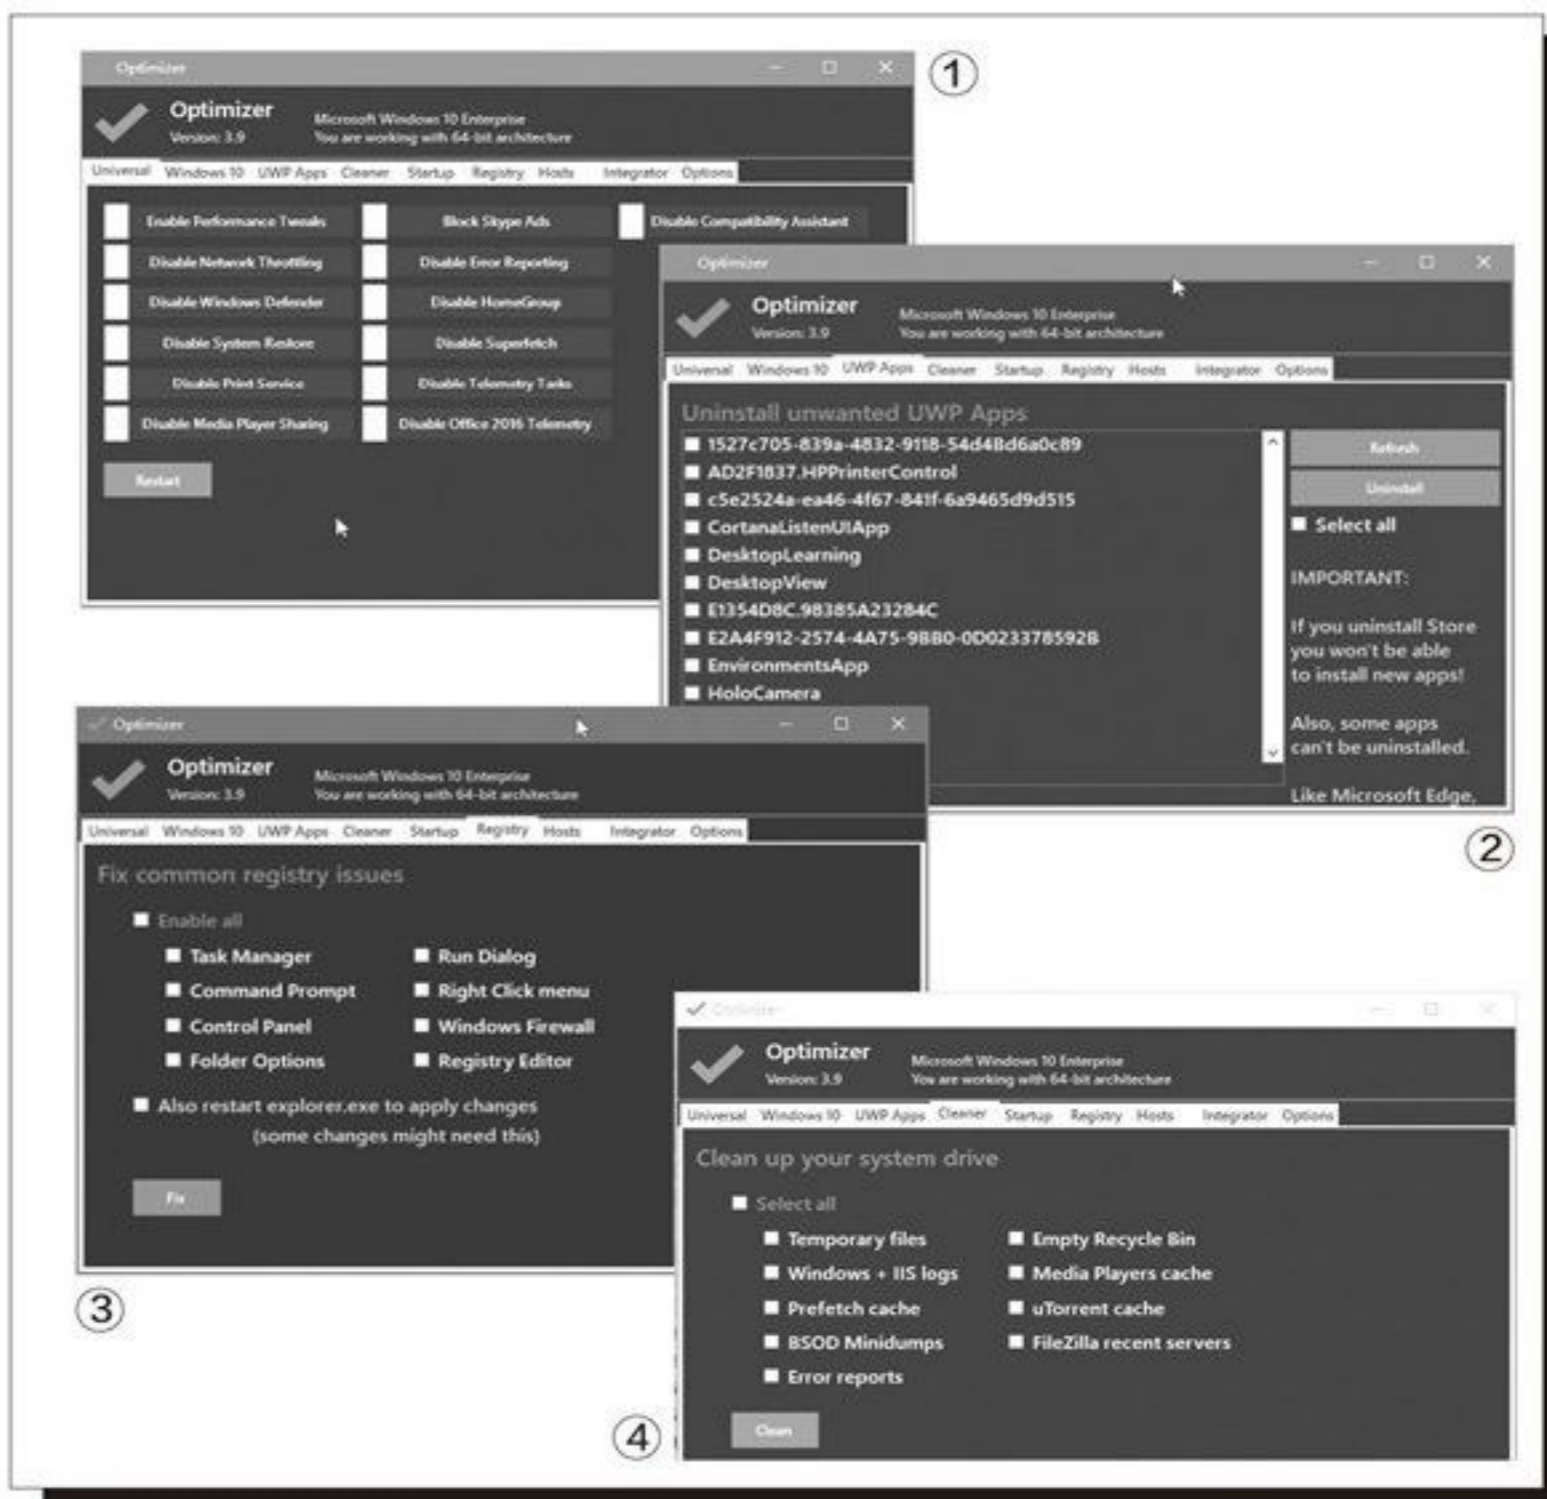 Optimizer
①
Optimizer
Version: 3.9
Microsoft Windows 10 Enterprise
You are working with 64-bit architecture
Universal Windows 10 UWP Apps Cleaner Startup Registry Hosts Integrator Options
Enable Performance Tweaks Block Skype Ads Disable Compatibility Assistant
Disable Network Throttling Disable Error Reporting
Disable Windows Defender Disable HomeGroup
Disable System Restore Disable Superfetch
Disable Print Service Disable Telemetry Tasks
Disable Media Player Sharing Disable Office 2016 Telemetry
Restart
Optimizer
Optimizer
Version: 3.9
Microsoft Windows 10 Enterprise
You are working with 64-bit architecture
Universal Windows 10 UWP Apps Cleaner Startup Registry Hosts Integrator Options
Uninstall unwanted UWP Apps
1527c705-839a-4832-9118-54d4Bd6a0c89
AD2F1837.HPPrinterControl
c5e2524a-ea46-4f67-841f-6a9465d9d515
CortanaListenUIApp
DesktopLearning
DesktopView
E1354D8C.98385A23284C
E2A4F912-2574-4A75-9BB0-0D023378592B
EnvironmentsApp
HoloCamera
Refresh
Uninstall
Select all
IMPORTANT:
If you uninstall Store
you won't be able
to install new apps!
Also, some apps
can't be uninstalled.
Like Microsoft Edge,
②
Optimizer
Optimizer
Version: 3.9
Microsoft Windows 10 Enterprise
You are working with 64-bit architecture
Universal Windows 10 UWP Apps Cleaner Startup Registry Hosts Integrator Options
Fix common registry issues
Enable all
Task Manager Run Dialog
Command Prompt Right Click menu
Control Panel Windows Firewall
Folder Options Registry Editor
Also restart explorer.exe to apply changes
(some changes might need this)
Fix
③
Optimizer
Optimizer
Version: 3.9
Microsoft Windows 10 Enterprise
You are working with 64-bit architecture
Universal Windows 10 UWP Apps Cleaner Startup Registry Hosts Integrator Options
Clean up your system drive
Select all
Temporary files Empty Recycle Bin
Windows + IIS logs Media Players cache
Prefetch cache uTorrent cache
BSOD Minidumps FileZilla recent servers
Error reports
Clean
④